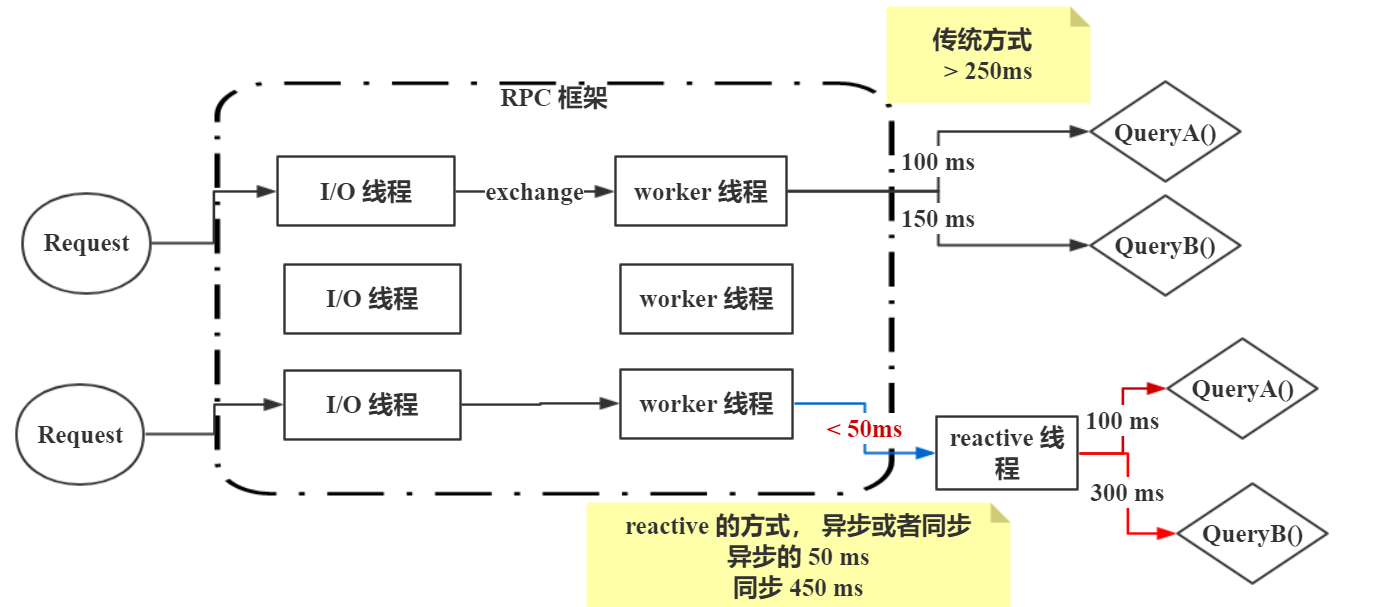 传统方式
> 250ms
RPC 框架
QueryA()
100 ms
I/O 线程
exchange
worker 线程
150 ms
Request
QueryB()
I/O 线程
worker 线程
QueryA()
I/O 线程
worker 线程
< 50ms
100 ms
Request
reactive 线
程
300 ms
QueryB()
reactive 的方式， 异步或者同步
异步的 50 ms
同步 450 ms